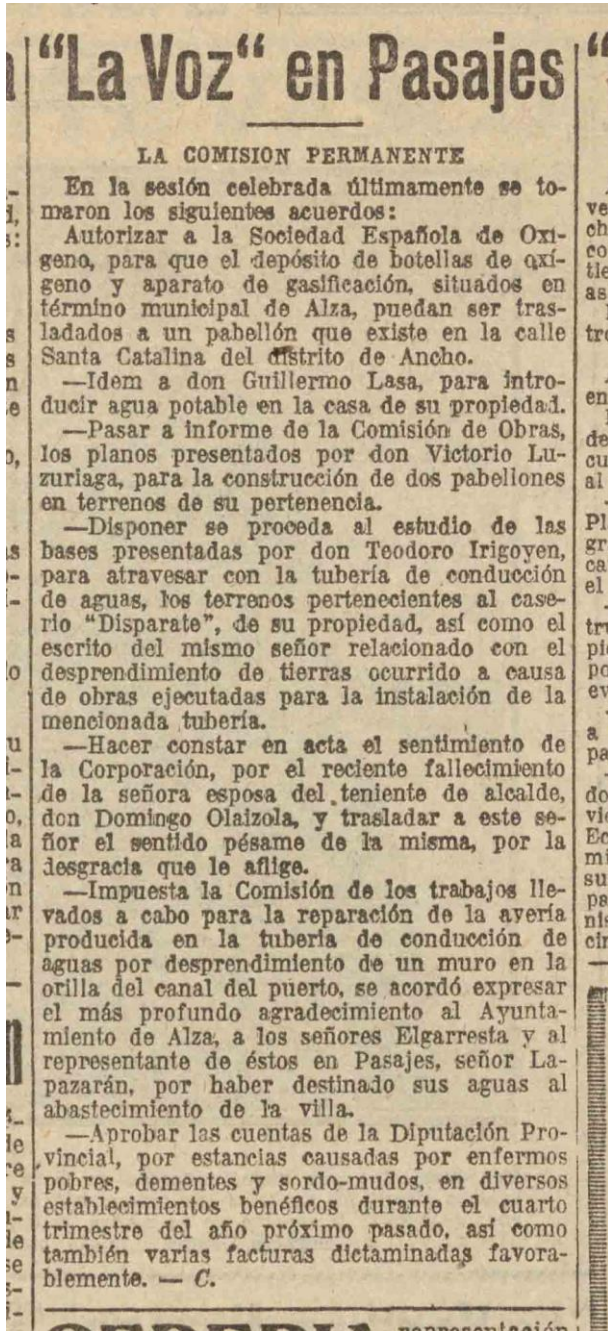 "La Voz" en Pasajes
LA COMISION PERMANENTE
En la sesión celebrada últimamente se to-
maron los siguientes acuerdos:
Autorizar a la Sociedad Española de Oxi-
geno, para que el depósito de botellas de oxí-
geno y aparato de gasificación, situados en
término municipal de Alza, puedan ser tras-
ladados a un pabellón que existe en la calle
Santa Catalina del distrito de Ancho.
—Idem a don Guillermo Lasa, para intro-
ducir agua potable en la casa de su propiedad.
—Pasar a informe de la Comisión de Obras,
los planos presentados por don Victorio Lu-
zuriaga, para la construcción de dos pabellones
en terrenos de su pertenencia.
—Disponer se proceda al estudio de las
bases presentadas por don Teodoro Irigoyen,
para atravesar con la tubería de conducción
de aguas, los terrenos pertenecientes al case-
rio "Disparate", de su propiedad, así como el
escrito del mismo señor relacionado con el
desprendimiento de tierras ocurrido a causa
de obras ejecutadas para la instalación de la
mencionada tubería.
—Hacer constar en acta el sentimiento de
la Corporación, por el reciente fallecimiento
de la señora esposa del teniente de alcalde,
don Domingo Olaizola, y trasladar a este se-
ñor el sentido pésame de la misma, por la
desgracia que le aflige.
—Impuesta la Comisión de los trabajos lle-
vados a cabo para la reparación de la avería
producida en la tuberia de conducción de
aguas por desprendimiento de un muro en la
orilla del canal del puerto, se acordó expresar
el más profundo agradecimiento al Ayunta-
miento de Alza, a los señores Elgarresta y al
representante de éstos en Pasajes, señor La-
pazarán, por haber destinado sus aguas al
abastecimiento de la villa.
—Aprobar las cuentas de la Diputación Pro-
vincial, por estancias causadas por enfermos
pobres, dementes y sordo-mudos, en diversos
establecimientos benéficos durante el cuarto
trimestre del año próximo pasado, así como
también varias facturas dictaminadas favora-
blemente. — C.